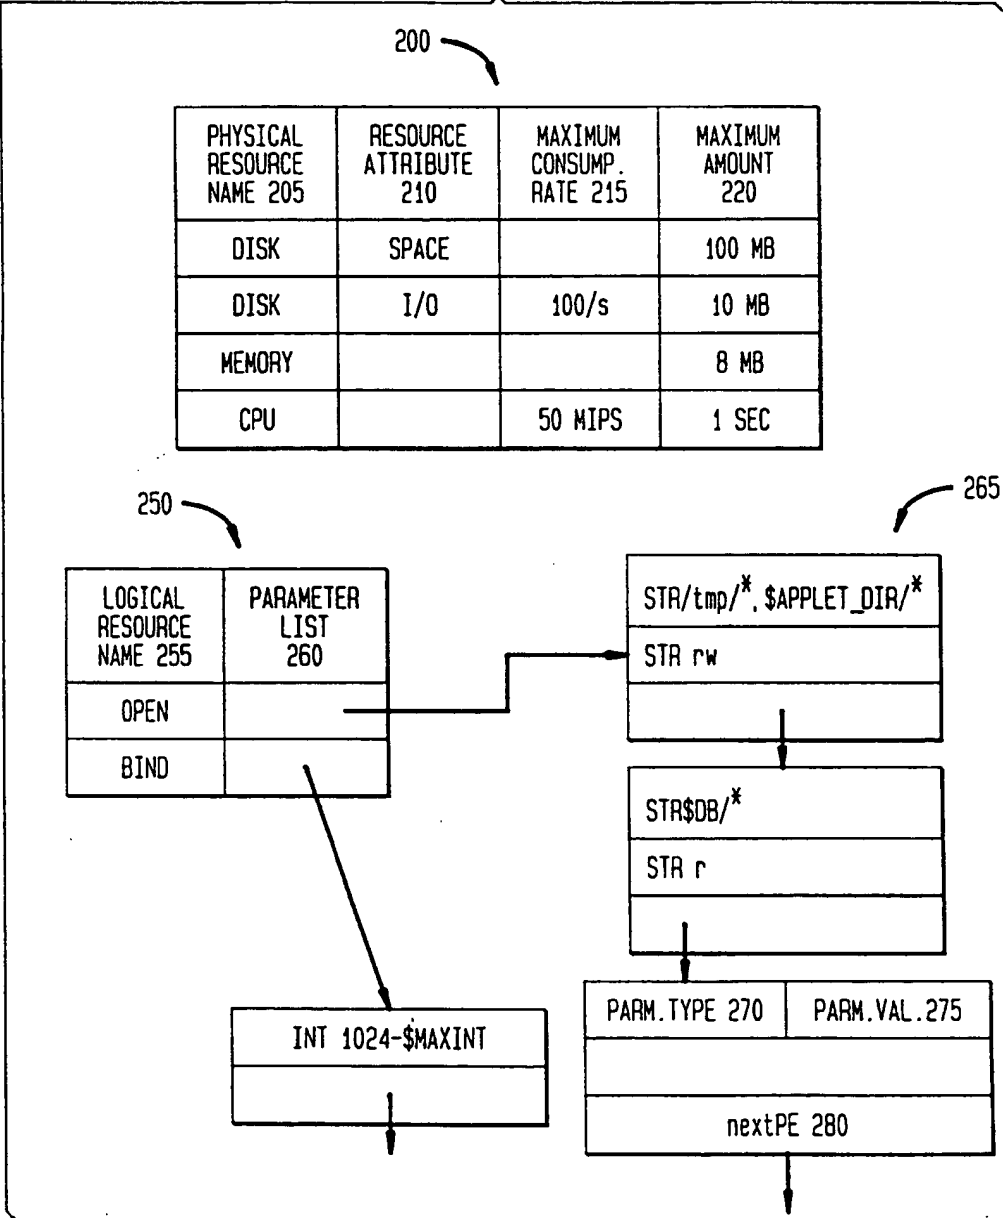 200
PHYSICAL RESOURCE NAME 205 RESOURCE ATTRIBUTE 210 MAXIMUM CONSUMP. RATE 215 MAXIMUM AMOUNT 220
DISK SPACE 100 MB
DISK I/O 100/s 10 MB
MEMORY 8 MB
CPU 50 MIPS 1 SEC
250
LOGICAL RESOURCE NAME 255 PARAMETER LIST 260
OPEN
BIND
INT 1024-$MAXINT
265
STR/tmp/*, $APPLET_DIR/*
STR rw
STR$DB/*
STR r
PARM.TYPE 270 PARM.VAL.275
nextPE 280